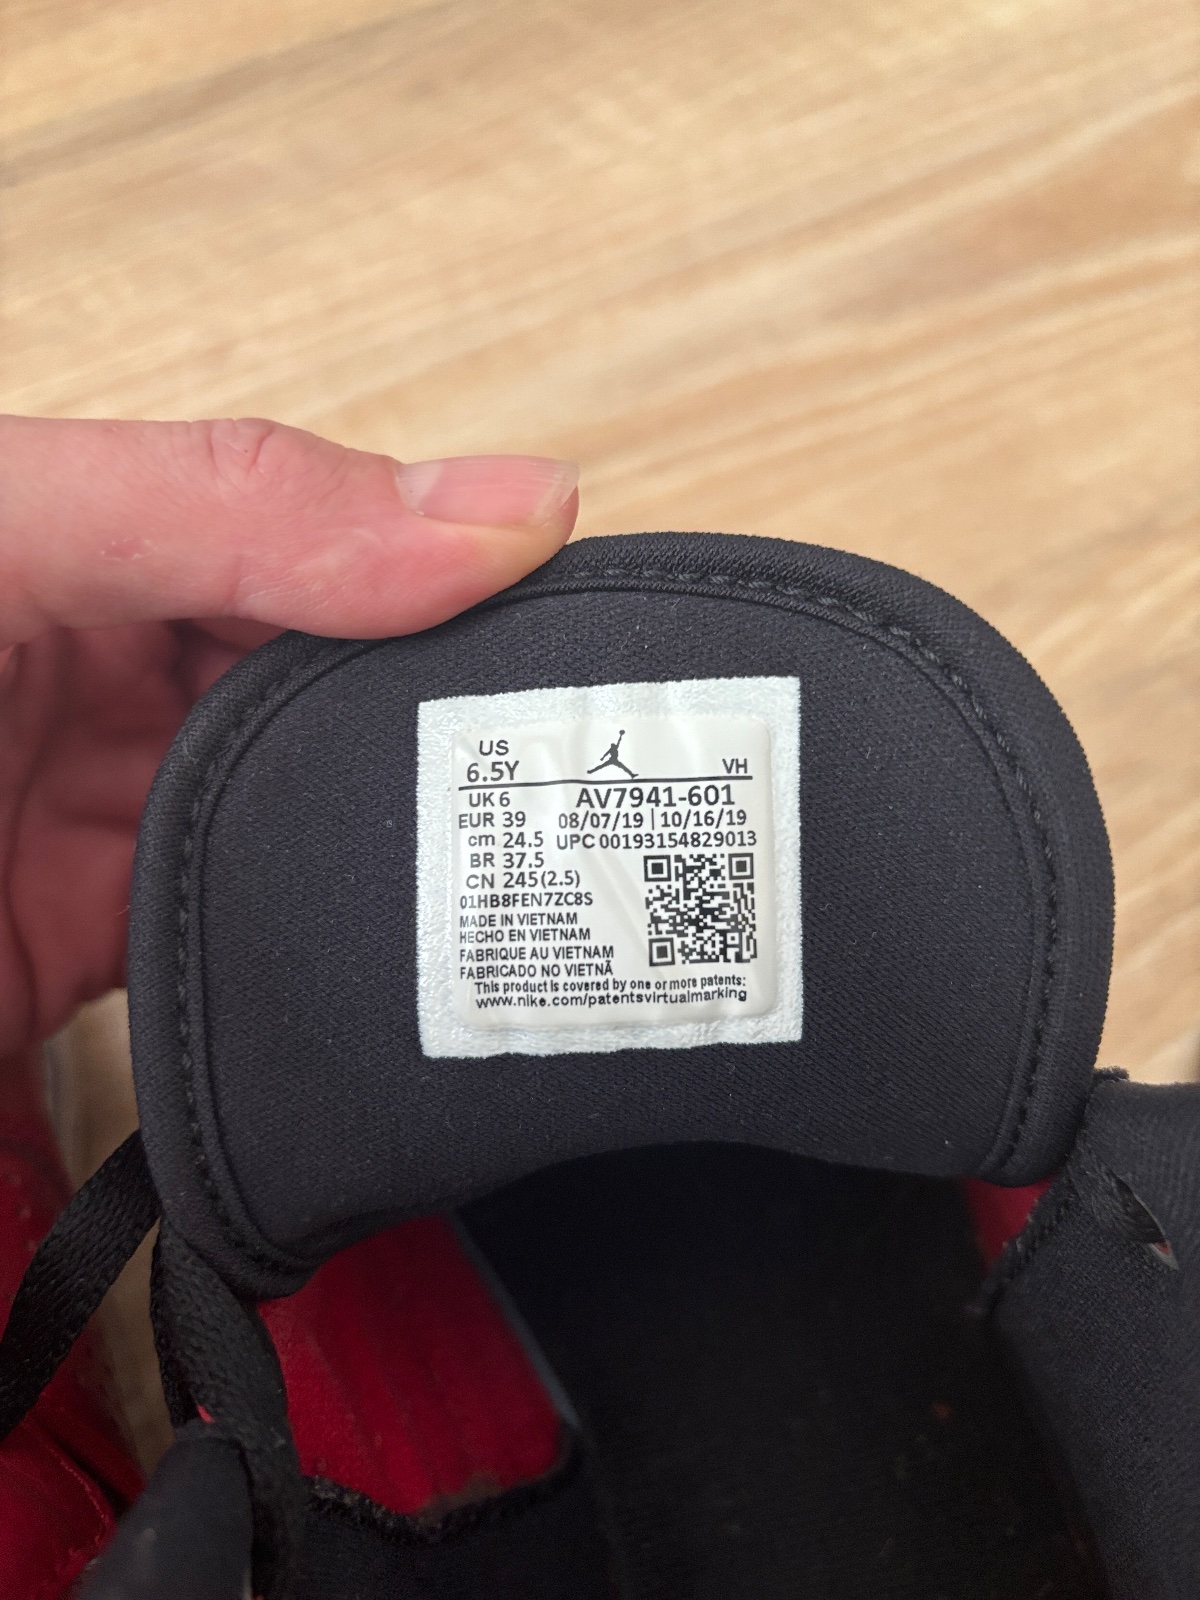 US
6.5Y VH
UK 6 AV7941-601
EUR 39 08/07/19 | 10/16/19
cm 24.5 UPC 00193154829013
BR 37.5
CN 245(2.5)
01HB8FEN7ZC8S
MADE IN VIETNAM
HECHO EN VIETNAM
FABRIQUE AU VIETNAM
FABRICADO NO VIETNÃ
This product is covered by one or more patents:
www.nike.com/patentsvirtualmarking